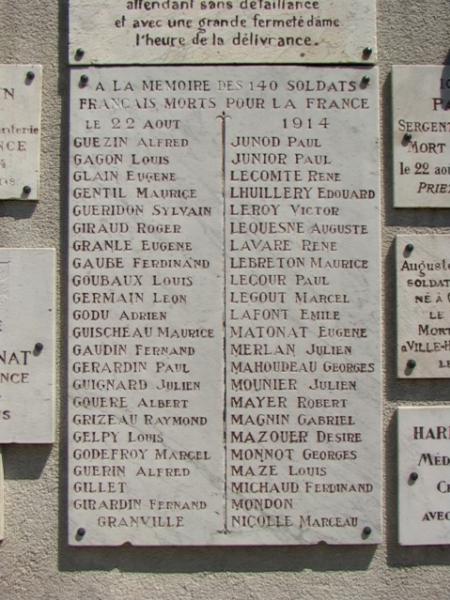 attendant sans défaillance
et avec une grande fermeté d'âme
l'heure de la délivrance.
A LA MÉMOIRE DES 140 SOLDATS
FRANÇAIS, MORTS POUR LA FRANCE
LE 22 AOUT 1914
GUEZIN ALFRED
GAGON LOUIS
GLAIN EUGÈNE
GENTIL MAURICE
GUERIDON SYLVAIN
GIRAUD ROGER
GRANLE EUGENE
GAUBE FERDINAND
GOUBAUX LOUIS
GERMAIN LEON
GODU ADRIEN
GUISCHEAU MAURICE
GAUDIN FERNAND
GERARDIN PAUL
GUIGNARD JULIEN
GOUERE ALBERT
GRIZEAU RAYMOND
GELPY LOUIS
GODEFROY MARCEL
GUERIN ALFRED
GILLET
GIRARDIN FERNAND
GRANVILLE
JUNOD PAUL
JUNIOR PAUL
LECOMTE RENE
LHUILLERY EDOUARD
LEROY VICTOR
LEQUESNE AUGUSTE
LAVARE RENE
LEBRETON MAURICE
LECOUR PAUL
LEGOUT MARCEL
LAFONT EMILE
MATONAT EUGENE
MERLAN JULIEN
MAHOUDEAU GEORGES
MOUNIER JULIEN
MAYER ROBERT
MAGNIN GABRIEL
MAZOUER DESIRE
MONNOT GEORGES
MAZE LOUIS
MICHAUD FERDINAND
MONDON
NICOLLE MARCEAU
SERGENT
MORT
LE 22 AOU
PRIEZ
AUGUSTE
SOLDAT
NÉ À
LE
MORT
A VILLE-H
LE
HAR
MÉD
AVEC
NAT